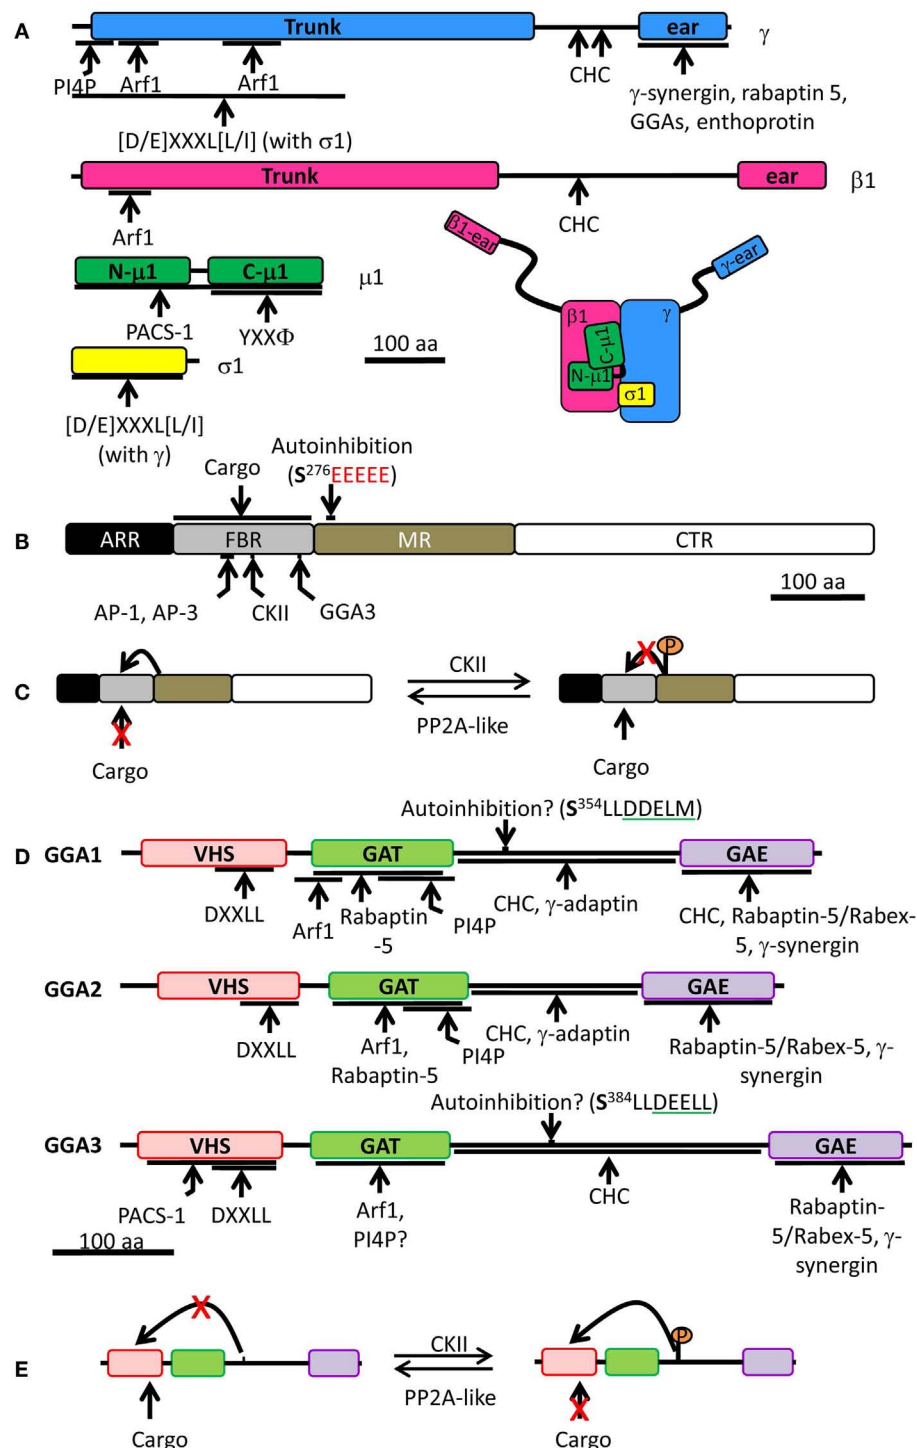 A
Trunk
ear
γ
PI4P
Arf1
Arf1
CHC
γ-synergin, rabaptin 5,
GGAs, enthoprotin
[D/E]XXXL[L/I] (with σ1)
Trunk
ear
β1
Arf1
CHC
N-μ1
C-μ1
μ1
PACS-1
YXXΦ
100 aa
σ1
[D/E]XXXL[L/I]
(with γ)
β1-ear
γ-ear
β1
γ
C-μ1
N-μ1
σ1
Autoinhibition
(S276EEEEE)
Cargo
B
ARR
FBR
MR
CTR
AP-1, AP-3
CKII
GGA3
100 aa
C
CKII
PP2A-like
X
Cargo
X
P
Cargo
Autoinhibition? (S354LLDDELM)
D
GGA1
VHS
GAT
GAE
DXXLL
Arf1
Rabaptin
-5
PI4P
CHC, γ-adaptin
CHC, Rabaptin-5/Rabex-
5, γ-synergin
GGA2
VHS
GAT
GAE
DXXLL
Arf1,
Rabaptin-5
PI4P
CHC, γ-adaptin
Rabaptin-5/Rabex-5, γ-
synergin
Autoinhibition? (S384LLDEELL)
GGA3
VHS
GAT
GAE
PACS-1
DXXLL
Arf1,
PI4P?
CHC
Rabaptin-
5/Rabex-5, γ-
synergin
100 aa
E
X
Cargo
CKII
PP2A-like
P
X
Cargo